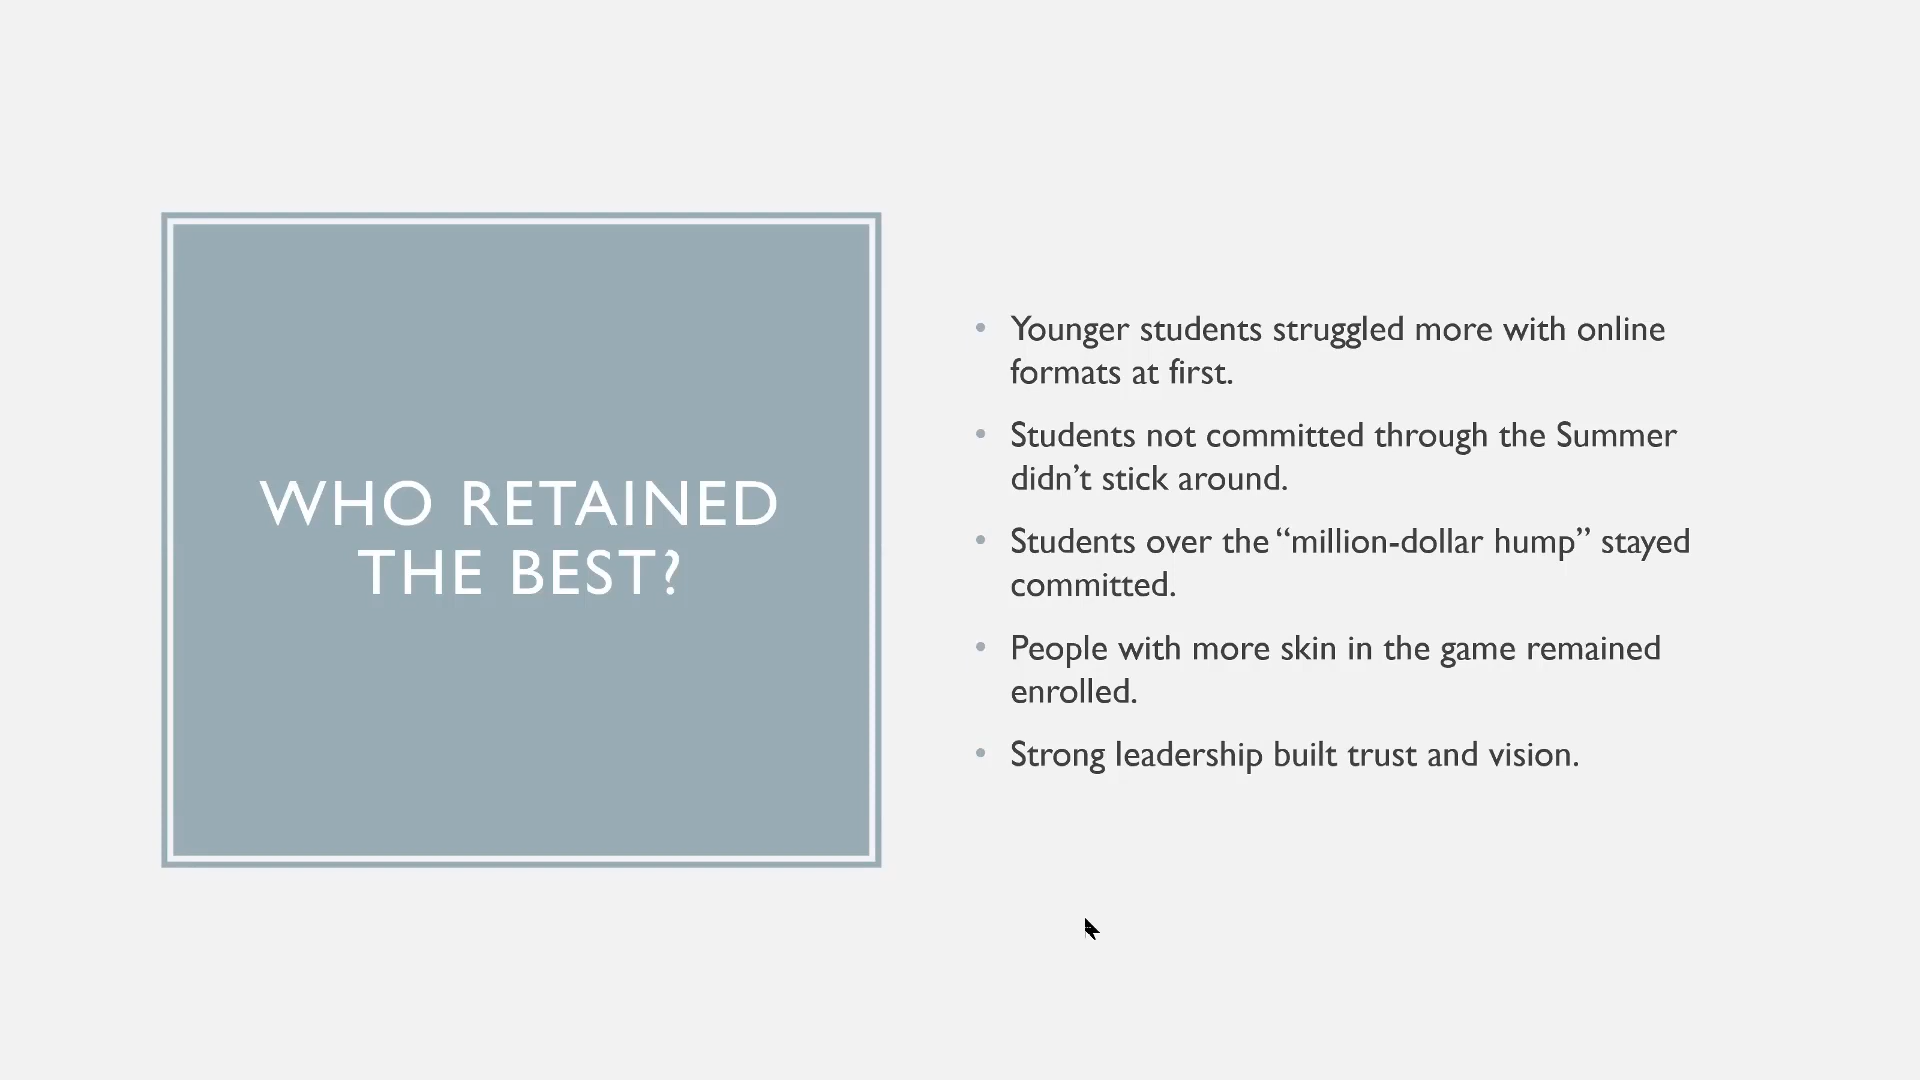 WHO RETAINED
THE BEST?
• Younger students struggled more with online
formats at first.
• Students not committed through the Summer
didn’t stick around.
• Students over the “million-dollar hump” stayed
committed.
• People with more skin in the game remained
enrolled.
• Strong leadership built trust and vision.